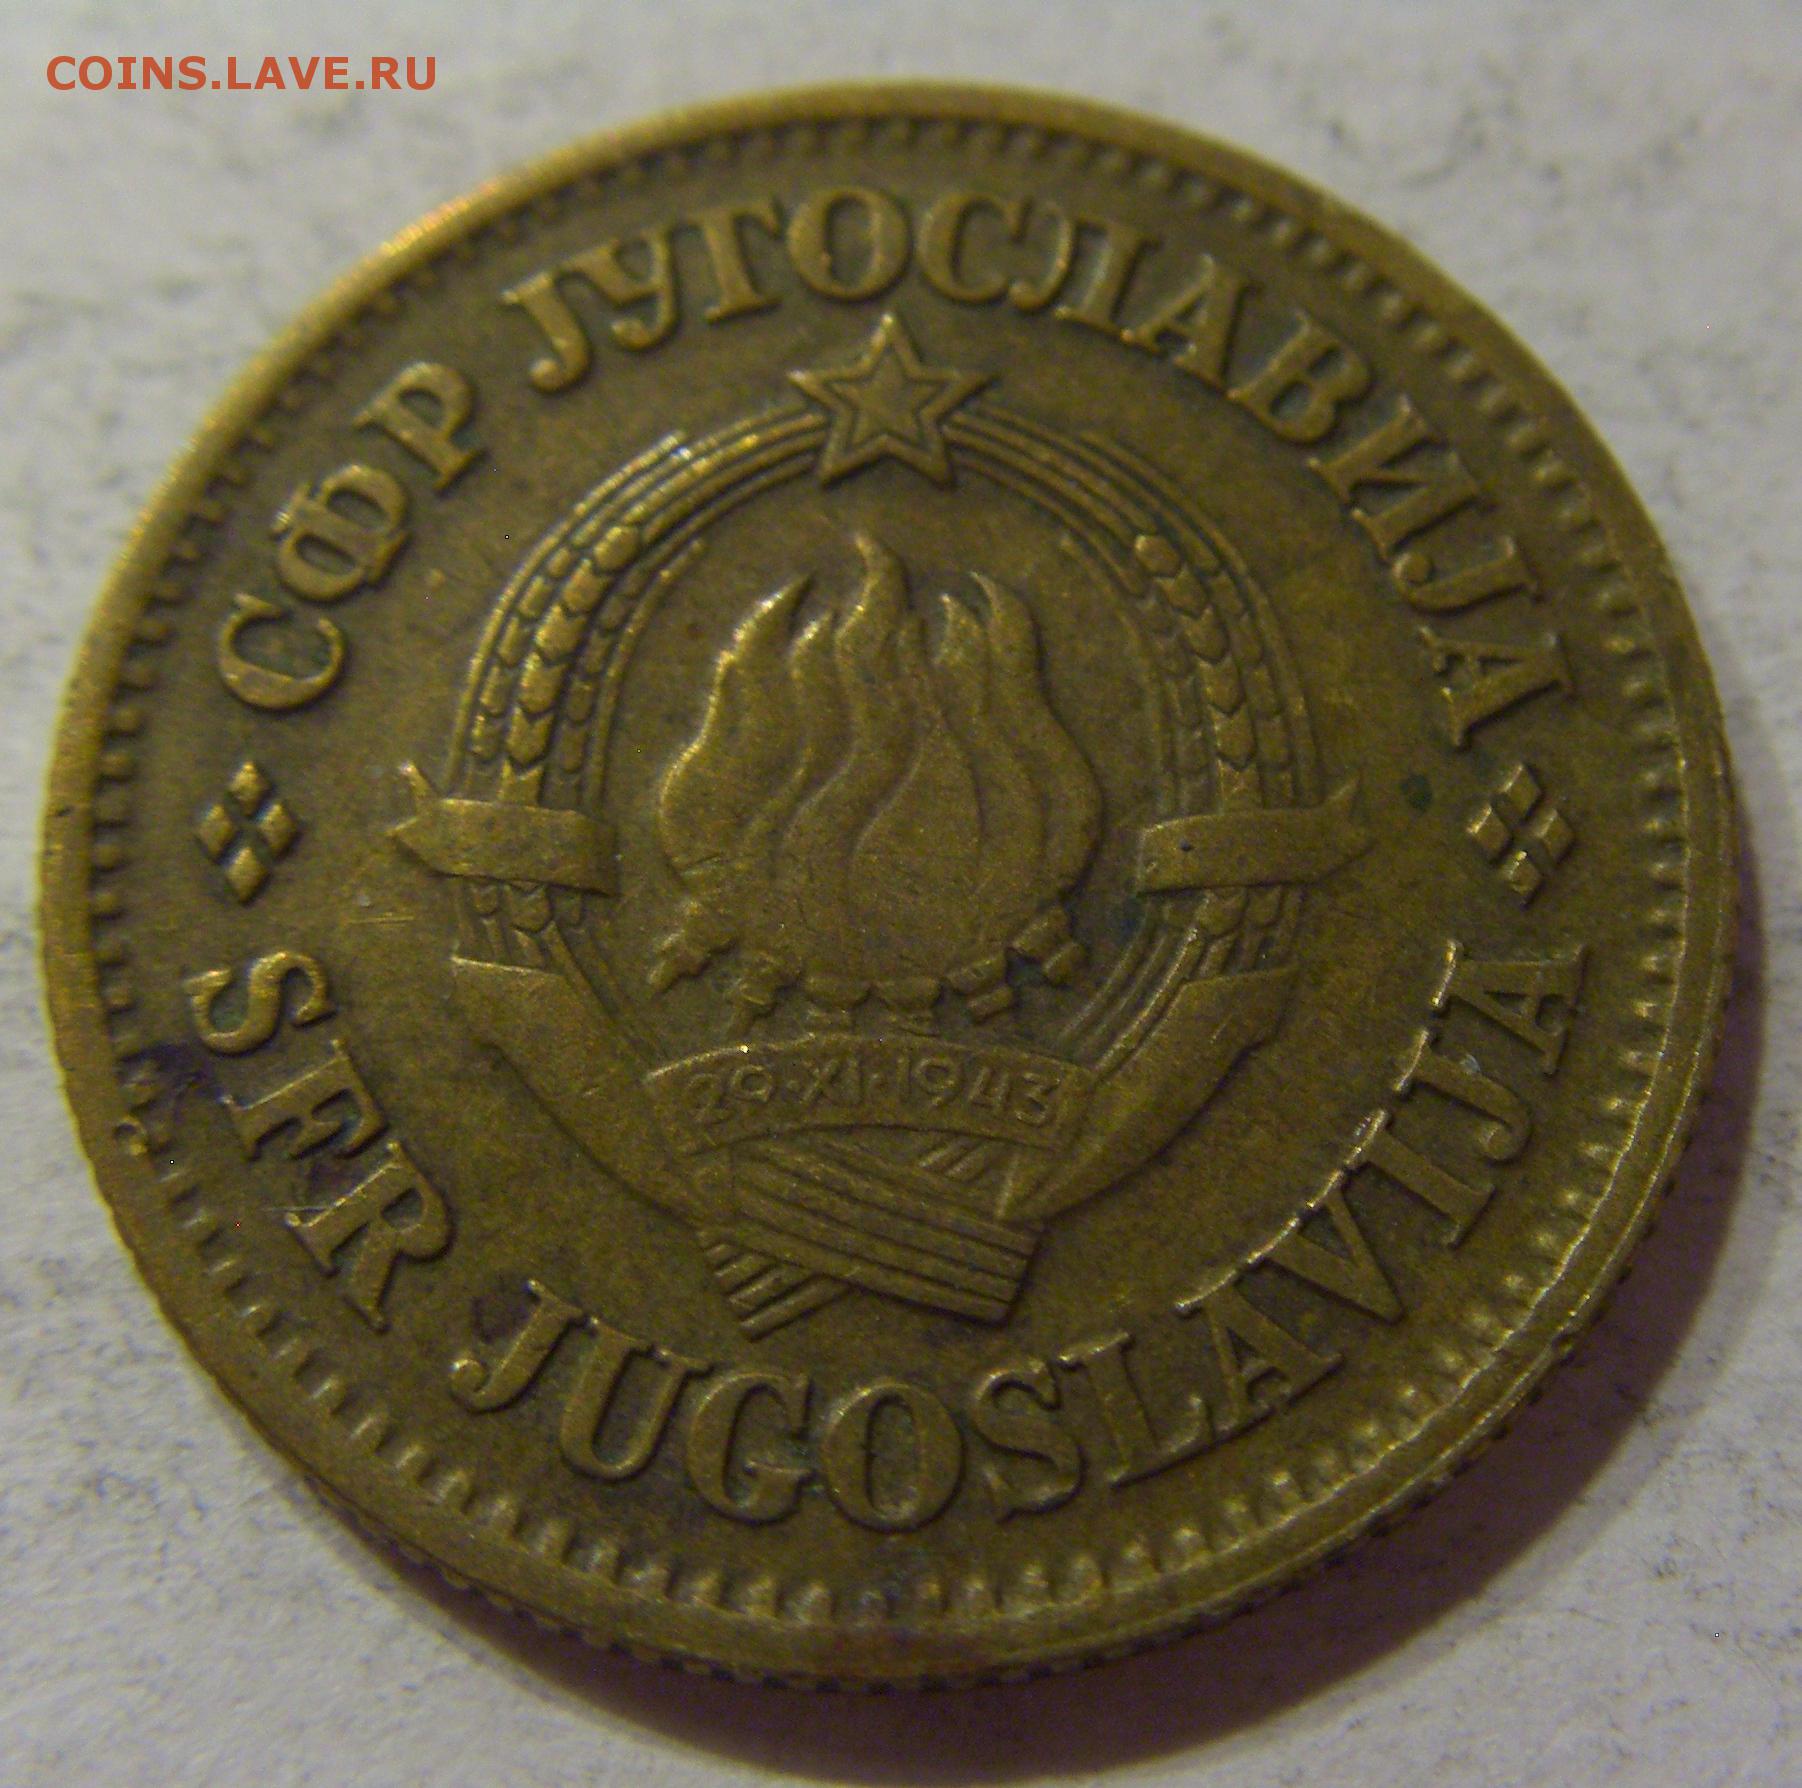 COINS.LAVE.RU
СФР ЈУГОСЛАВИЈА
29·XI·1943
SFR JUGOSLAVIJA